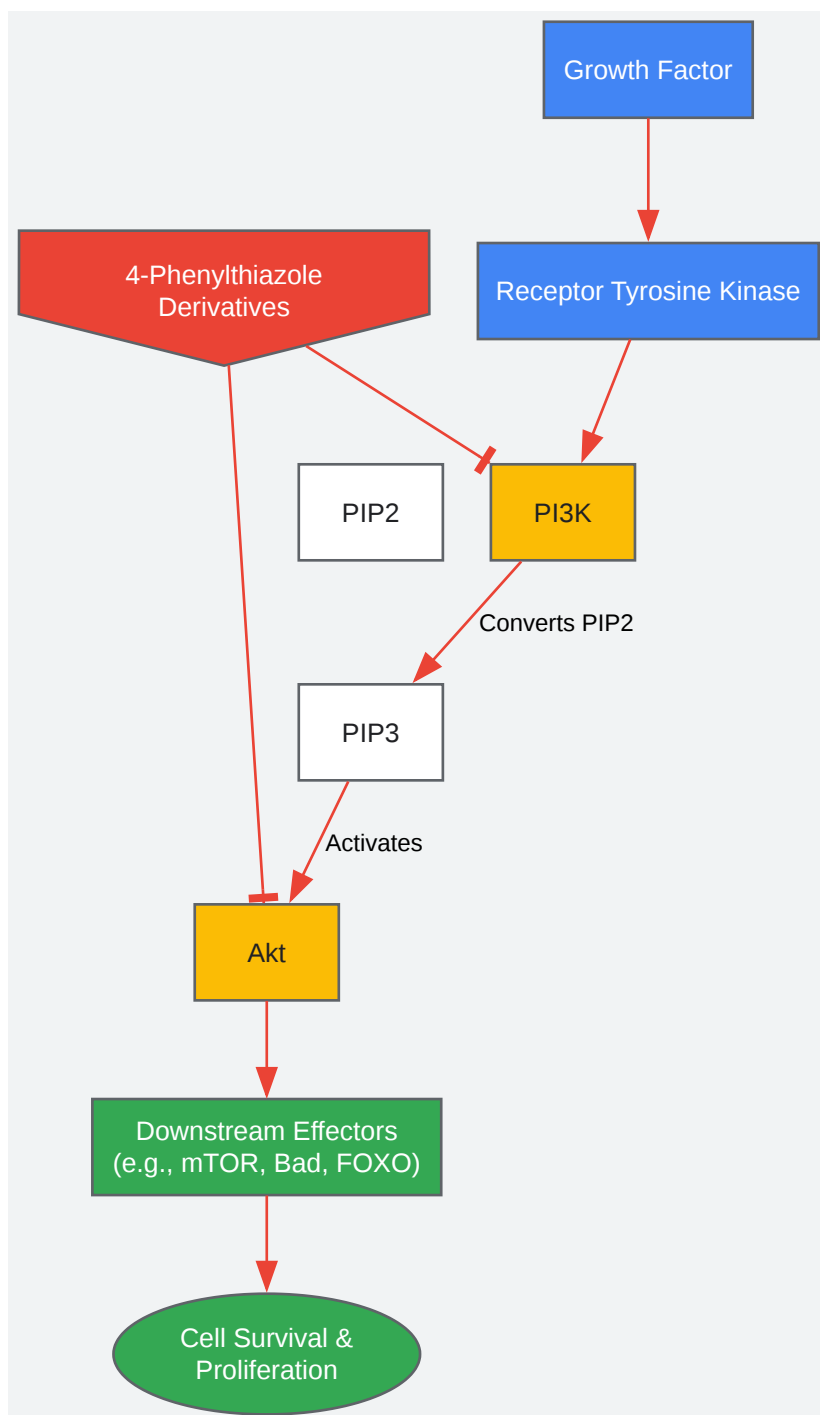 Growth Factor
4-Phenylthiazole
Derivatives
Receptor Tyrosine Kinase
PIP2
PI3K
Converts PIP2
PIP3
Activates
Akt
Downstream Effectors
(e.g., mTOR, Bad, FOXO)
Cell Survival &
Proliferation